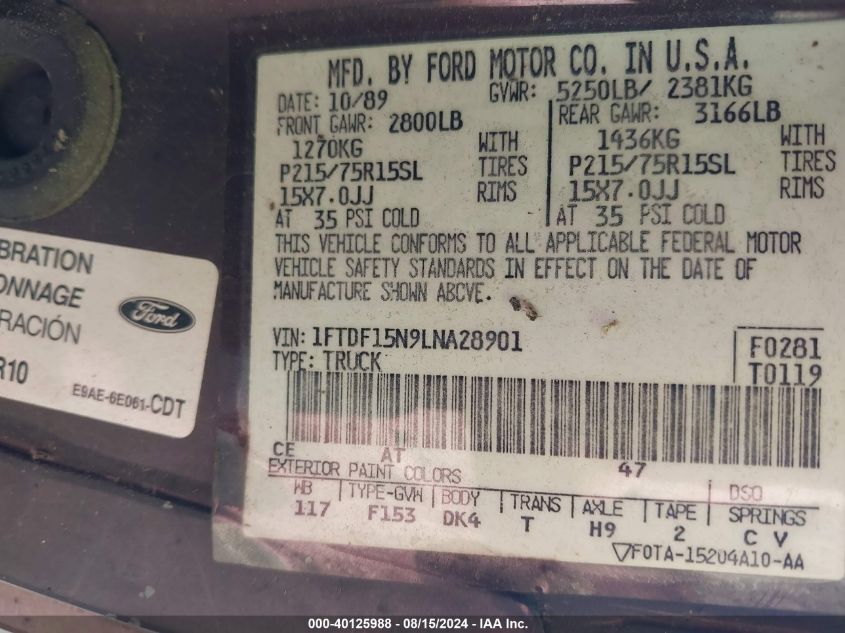 MFD. BY FORD MOTOR CO. IN U.S.A.
DATE: 10/89 GVWR: 5250LB/ 2381KG
FRONT GAWR: 2800LB REAR GAWR: 3166LB
1270KG WITH 1436KG WITH
P215/75R15SL TIRES P215/75R15SL TIRES
15X7.0JJ RIMS 15X7.0JJ RIMS
AT 35 PSI COLD AT 35 PSI COLD
THIS VEHICLE CONFORMS TO ALL APPLICABLE FEDERAL MOTOR
VEHICLE SAFETY STANDARDS IN EFFECT ON THE DATE OF
MANUFACTURE SHOWN ABOVE.
VIN: 1FTDF15N9LNA28901 F0281
TYPE: TRUCK T0119
CE AT 47
EXTERIOR PAINT COLORS DSO
WB TYPE-GVW BODY TRANS AXLE TAPE SPRINGS
117 F153 DK4 T H9 2 C V
F0TA-15204A10-AA
BRATION
ONNAGE
RACIÓN
Ford
R10
E9AE-6E061-CDT
000-40125988 - 08/15/2024 - IAAI Inc.